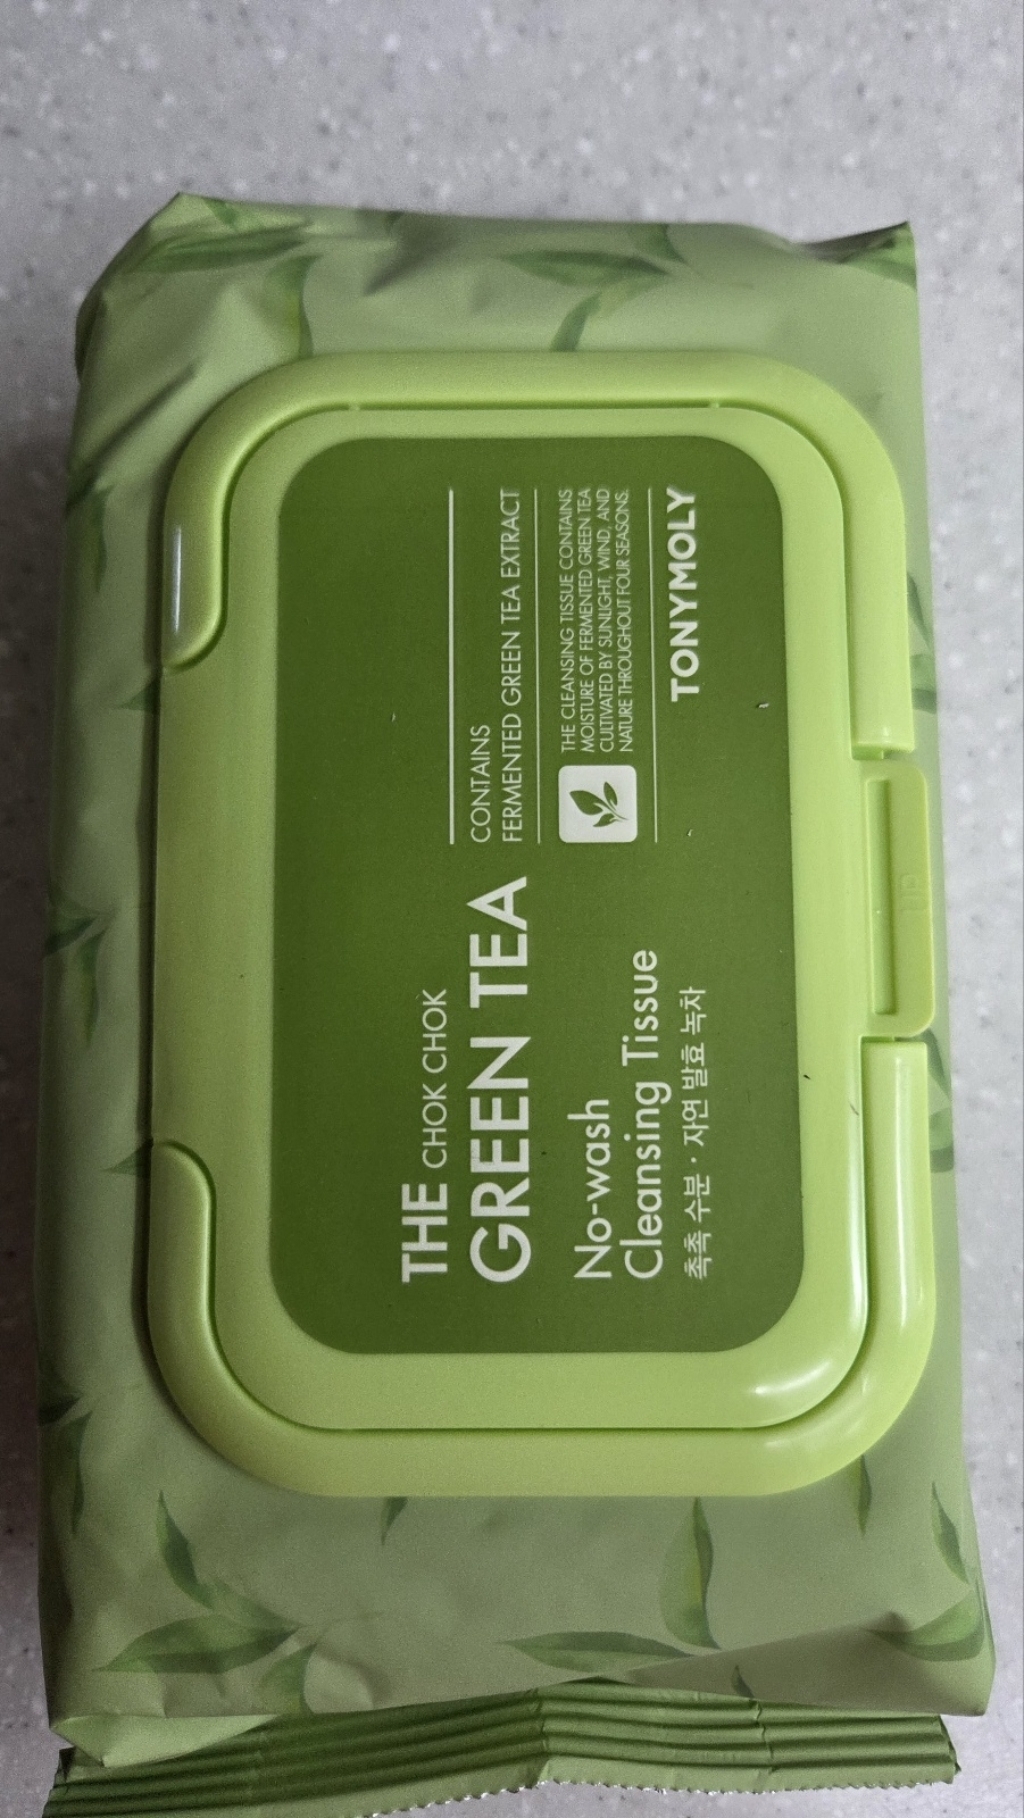 THE CHOK CHOK
GREEN TEA
No-wash
Cleansing Tissue
촉촉 수분 · 자연 발효 녹차
CONTAINS
FERMENTED GREEN TEA EXTRACT
THE CLEANSING TISSUE CONTAINS
MOISTURE OF FERMENTED GREEN TEA
CULTIVATED BY SUNLIGHT, WIND, AND
NATURE THROUGHOUT FOUR SEASONS.
TONYMOLY
UP